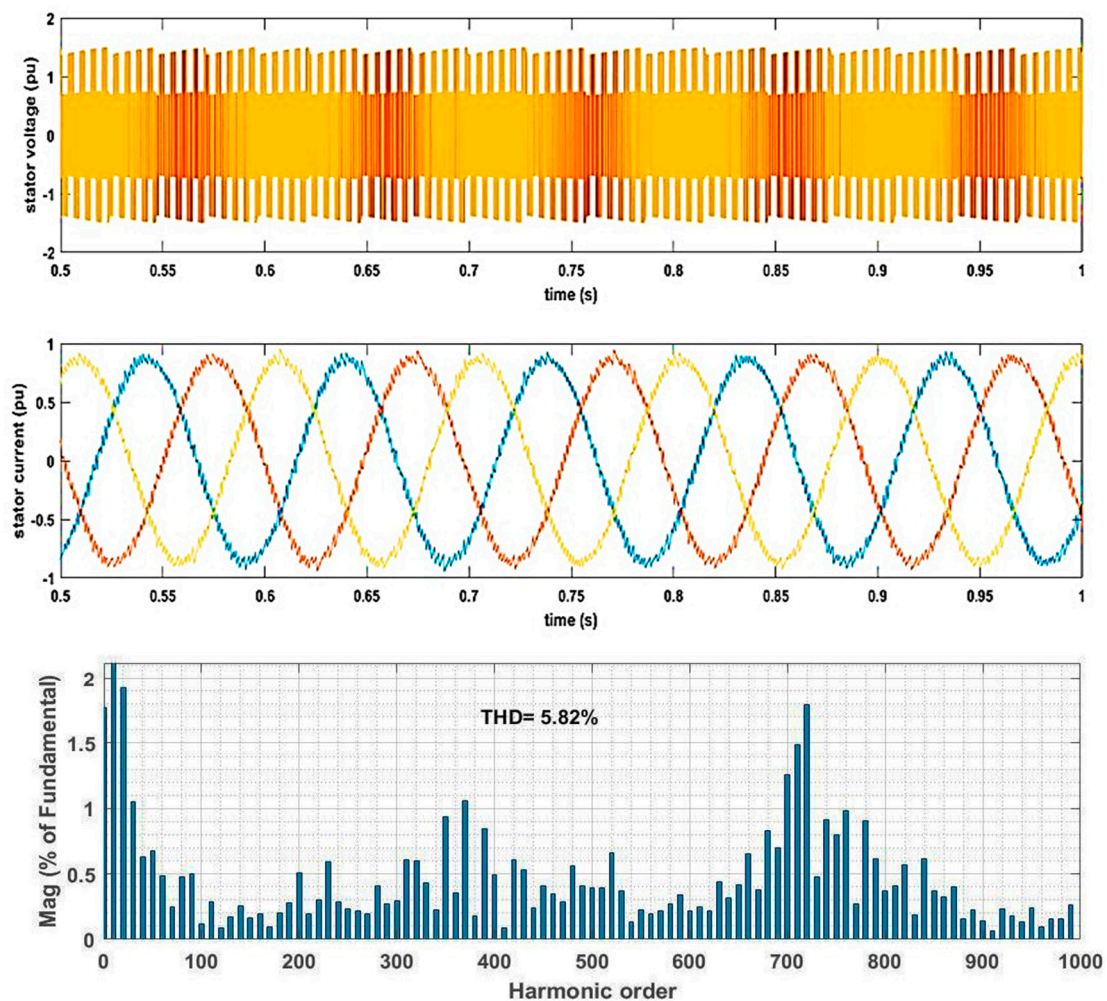 stator voltage (pu)
2
1
0
-1
-2
0.5 0.55 0.6 0.65 0.7 0.75 0.8 0.85 0.9 0.95 1
time (s)
stator current (pu)
1
0.5
0
-0.5
-1
0.5 0.55 0.6 0.65 0.7 0.75 0.8 0.85 0.9 0.95 1
time (s)
Mag (% of Fundamental)
2
1.5
1
0.5
0
THD= 5.82%
0 100 200 300 400 500 600 700 800 900 1000
Harmonic order